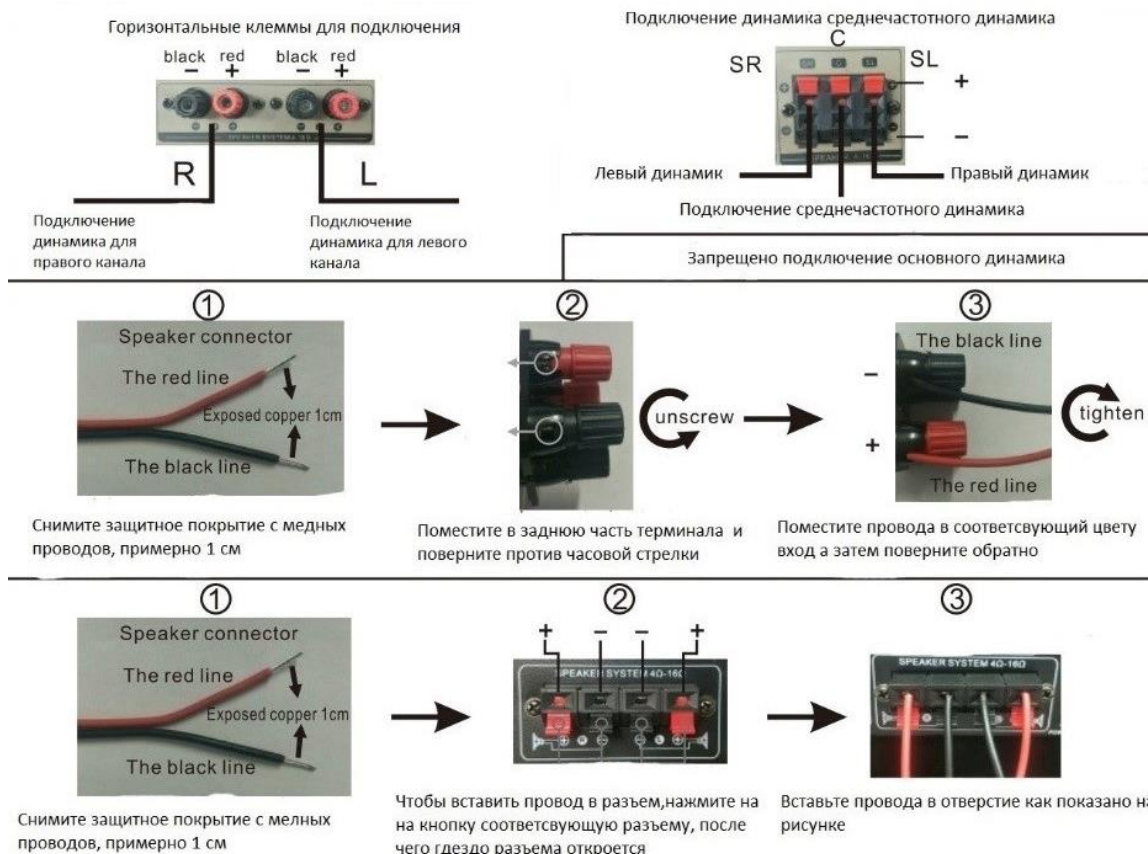 Горизонтальные клеммы для подключения
black red black red
− + − +
SPEAKER SYSTEM 4-16Ω
R L
Подключение
динамика для
правого канала
Подключение
динамика для левого
канала
Подключение динамика среднечастотного динамика
C
SR SL
+
−
Левый динамик Правый динамик
Подключение среднечастотного динамика
Запрещено подключение основного динамика
1
Speaker connector
The red line
Exposed copper 1cm
The black line
Снимите защитное покрытие с медных
проводов, примерно 1 см
2
unscrew
Поместите в заднюю часть терминала и
поверните против часовой стрелки
3
The black line
−
+
The red line
tighten
Поместите провода в соответсвующий цвету
вход а затем поверните обратно
1
Speaker connector
The red line
Exposed copper 1cm
The black line
Снимите защитное покрытие с мелных
проводов, примерно 1 см
2
+ − − +
SPEAKER SYSTEM 4Ω-16Ω
R L
Чтобы вставить провод в разъем,нажмите на
на кнопку соответсвующую разъему, после
чего гдездо разъема откроется
3
SPEAKER SYSTEM 4Ω-16Ω
Вставьте провода в отверстие как показано на
рисунке